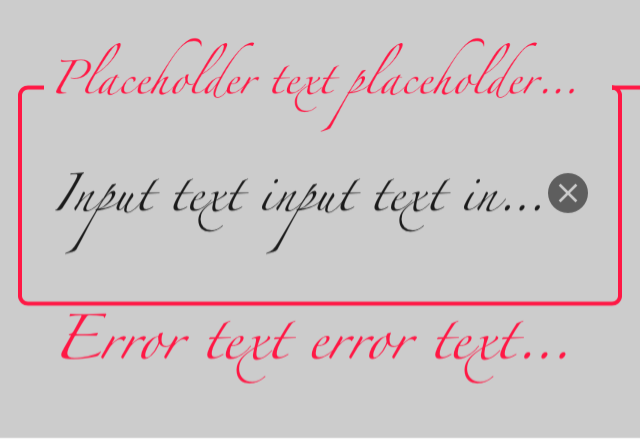 Placeholder text placeholder...
Input text input text in...
Error text error text...